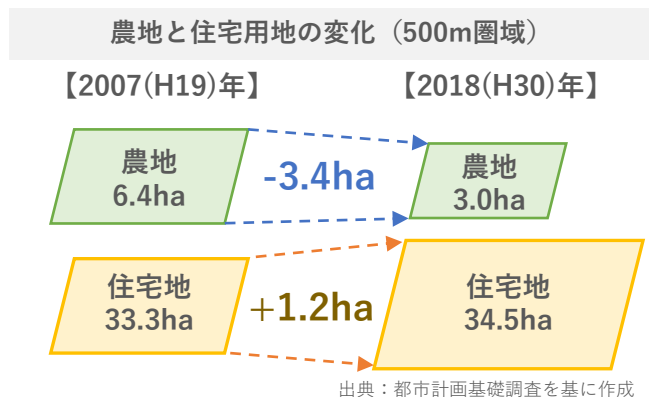 農地と住宅用地の変化（500m圏域）
【2007(H19)年】
【2018(H30)年】
農地
6.4ha
-3.4ha
農地
3.0ha
住宅地
33.3ha
+1.2ha
住宅地
34.5ha
出典：都市計画基礎調査を基に作成